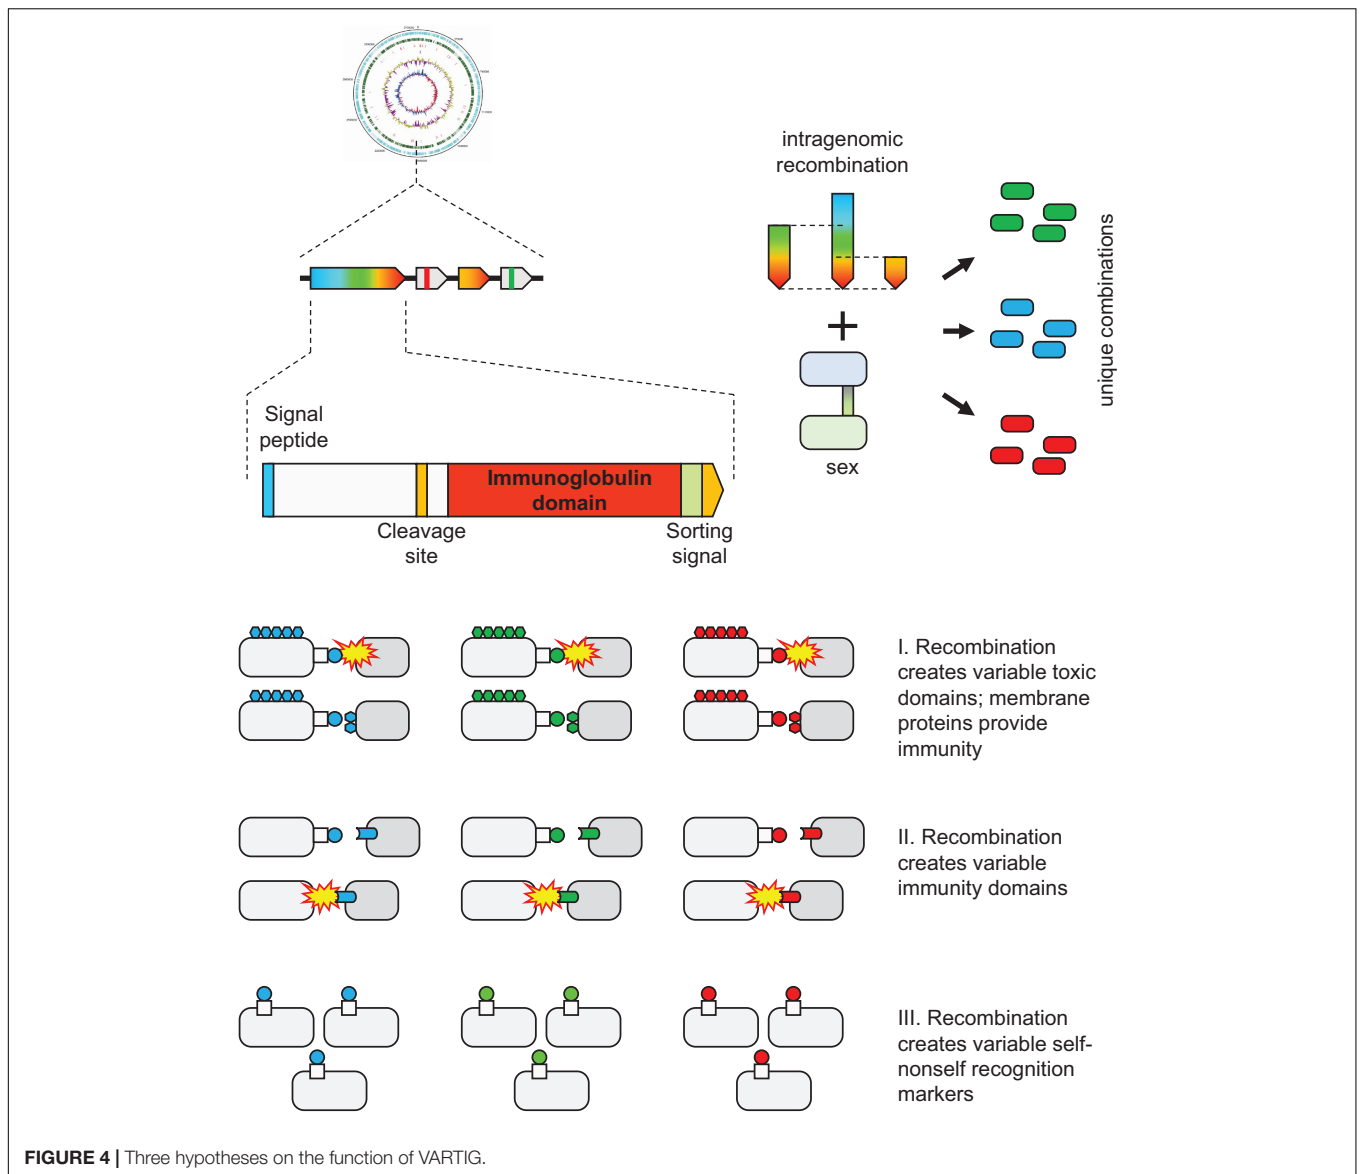 intragenomic
recombination
unique combinations
sex
Signal
peptide
Immunoglobulin
domain
Cleavage
site
Sorting
signal
I. Recombination
creates variable toxic
domains; membrane
proteins provide
immunity
II. Recombination
creates variable
immunity domains
III. Recombination
creates variable self-
nonself recognition
markers
FIGURE 4 | Three hypotheses on the function of VARTIG.